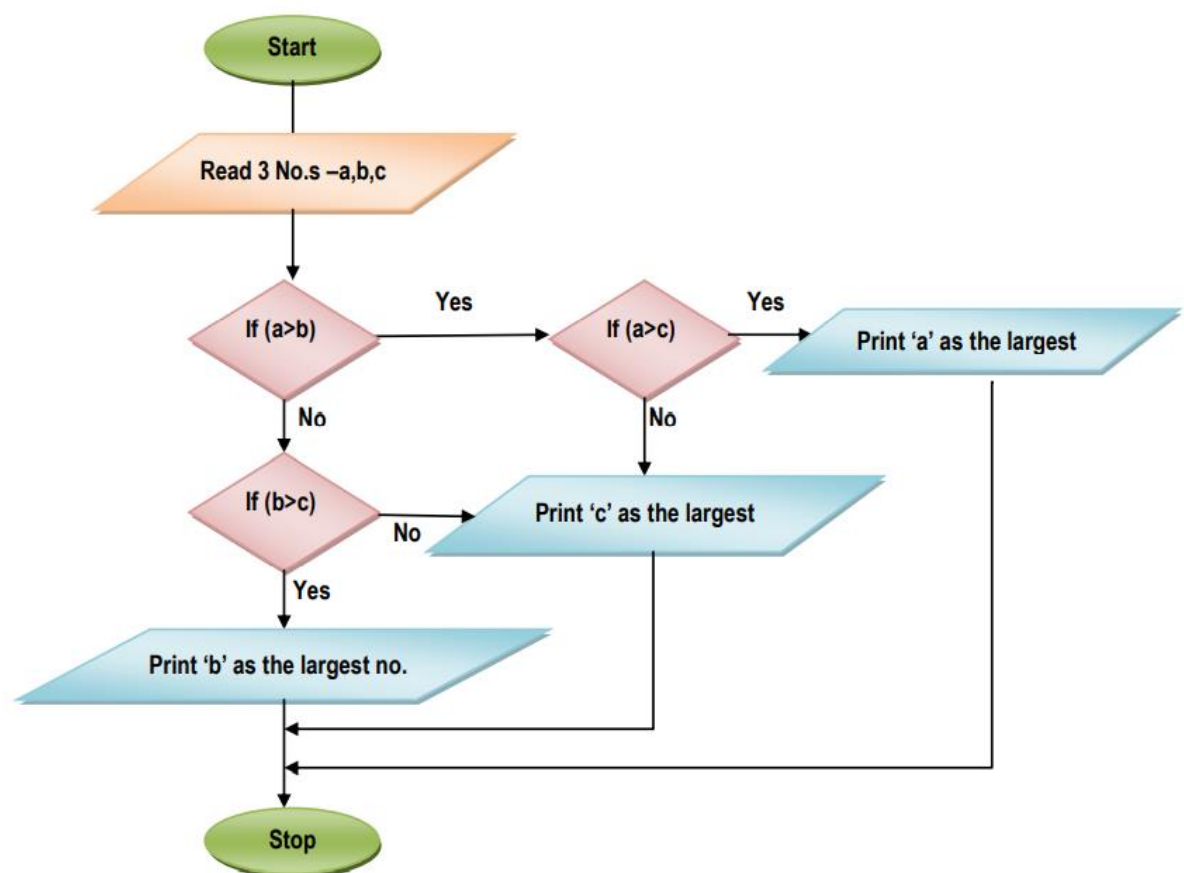 Start
Read 3 No.s –a,b,c
If (a>b)
Yes
If (a>c)
Yes
Print ‘a’ as the largest
No
No
If (b>c)
No
Print ‘c’ as the largest
Yes
Print ‘b’ as the largest no.
Stop